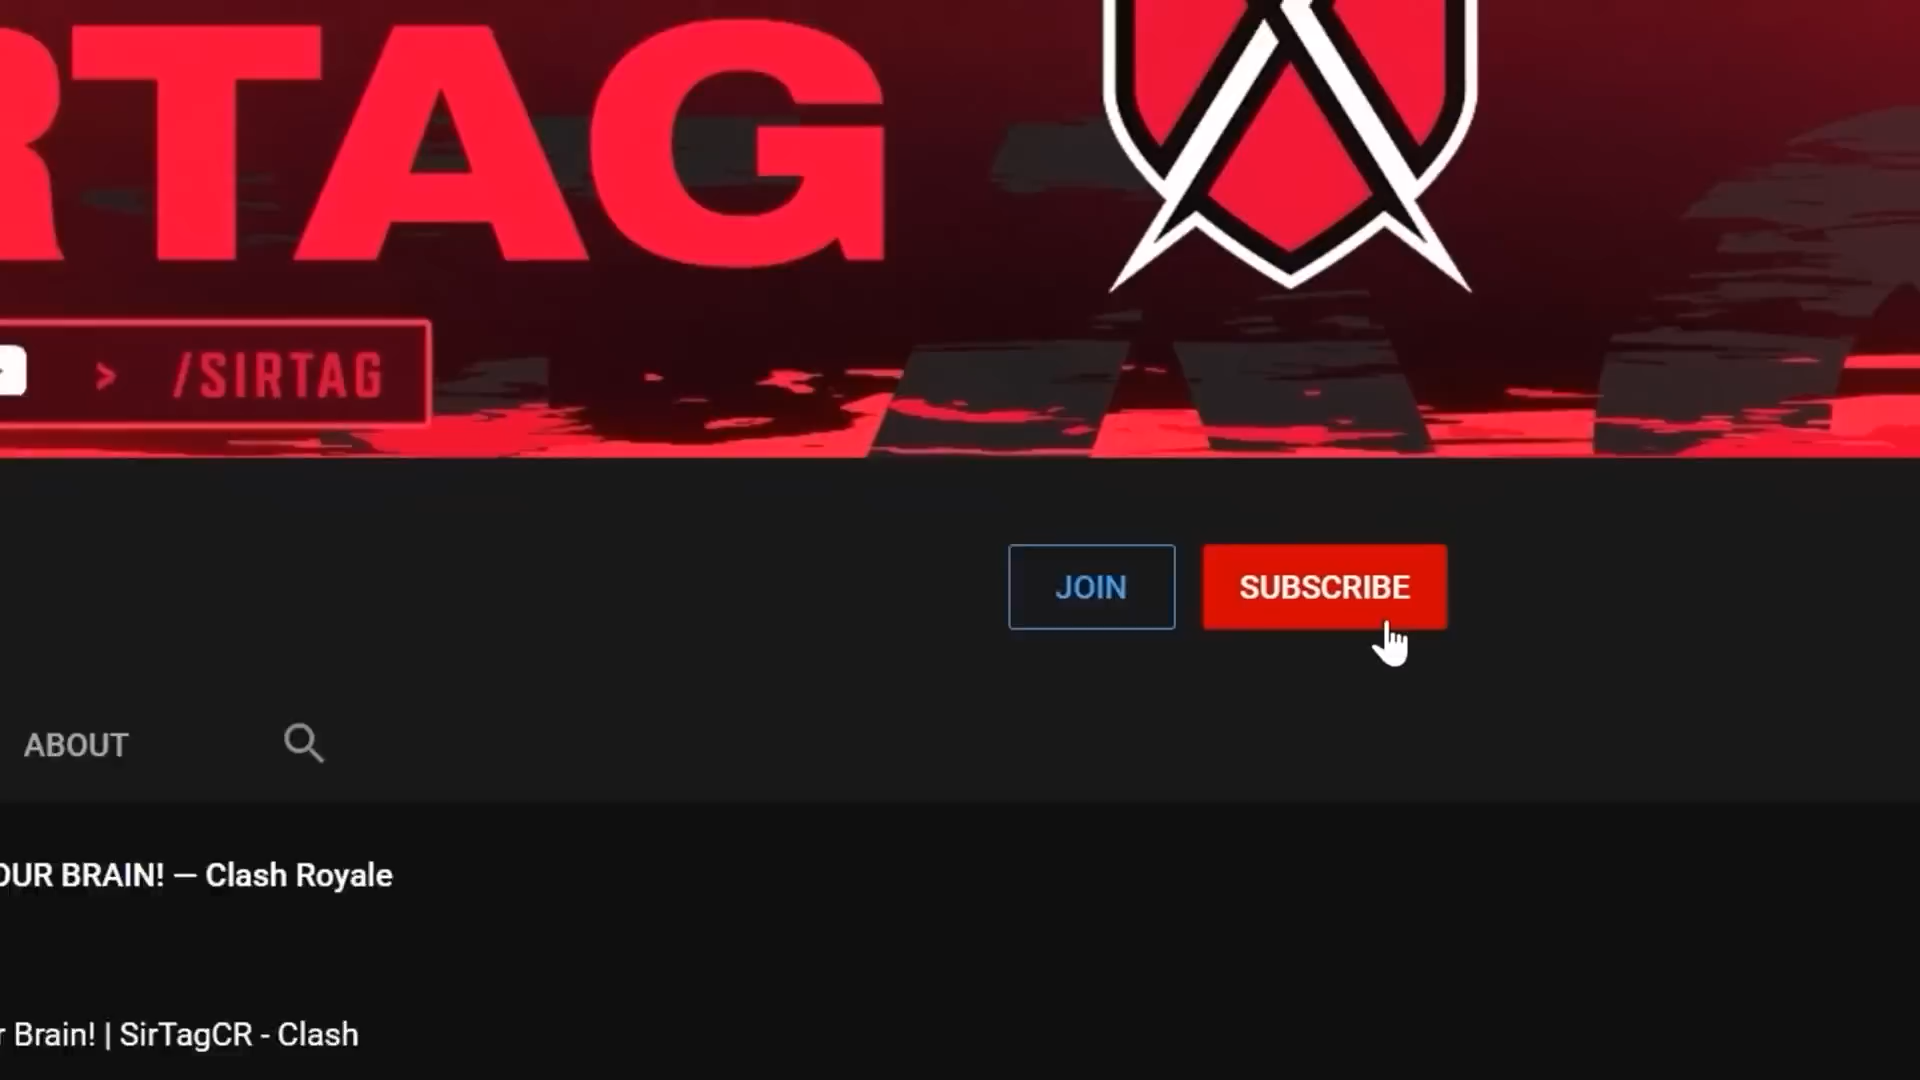 RTAG
> /SIRTAG
JOIN
SUBSCRIBE
ABOUT
OUR BRAIN! — Clash Royale
r Brain! | SirTagCR - Clash